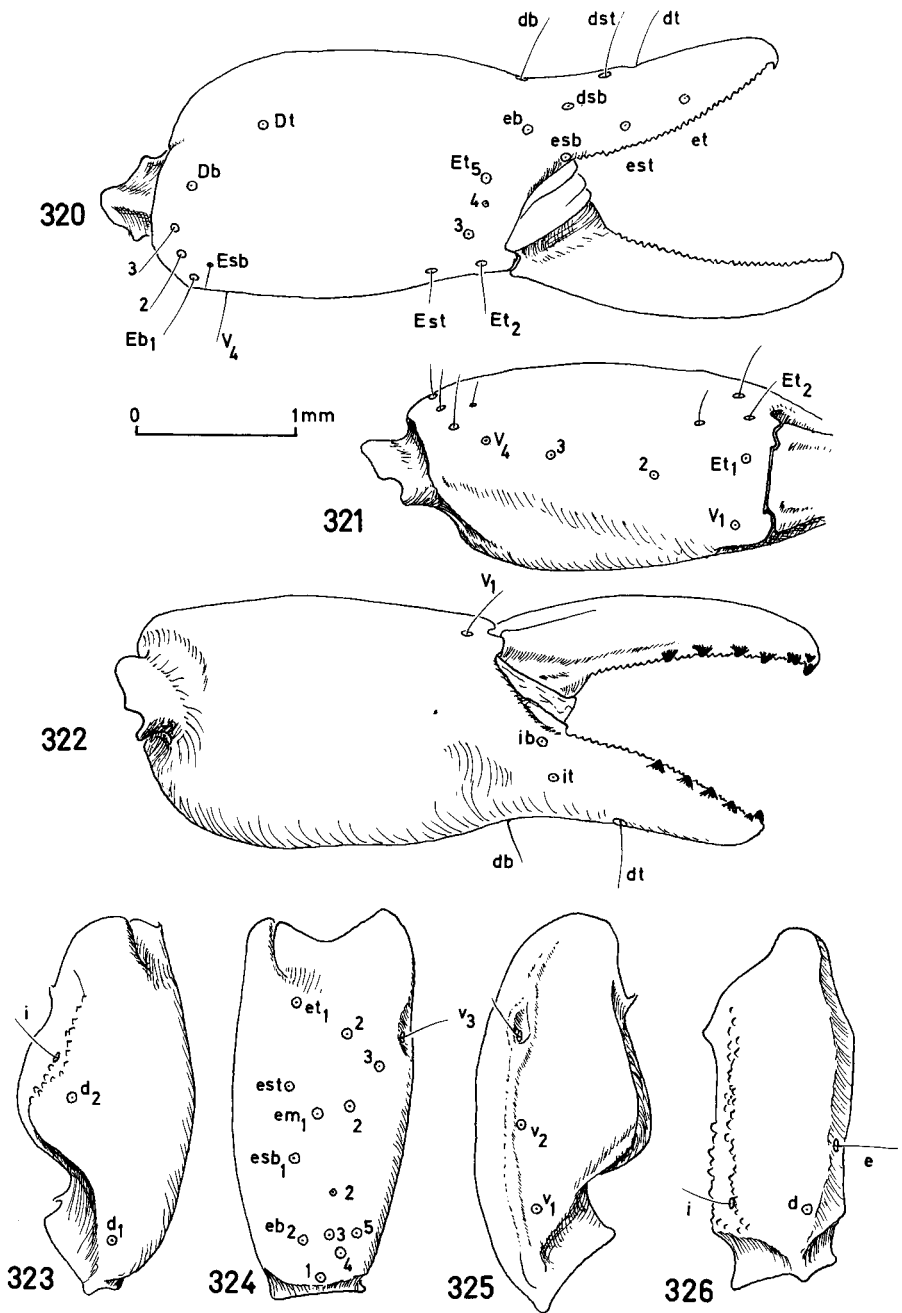 db dst dt
dsb
eb
Dt
esb
et
est
Et5
Db
4
320
3
3
Esb
2
Eb1
V4
Est
Et2
0 1mm
Et2
V4
3
2
Et1
321
V1
V1
322
ib
it
db
dt
et1
2
v3
i
3
d2
est
em1
2
v2
esb1
e
2
i
v1
d
d1
eb2
3
5
4
1
323
324
325
326